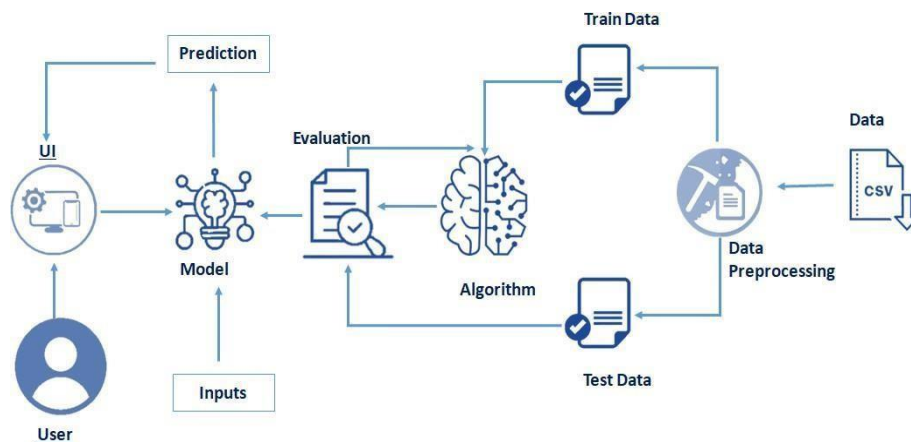 Train Data
Prediction
Data
Evaluation
UI
CSV
Model
Data
Preprocessing
Algorithm
Inputs
Test Data
User